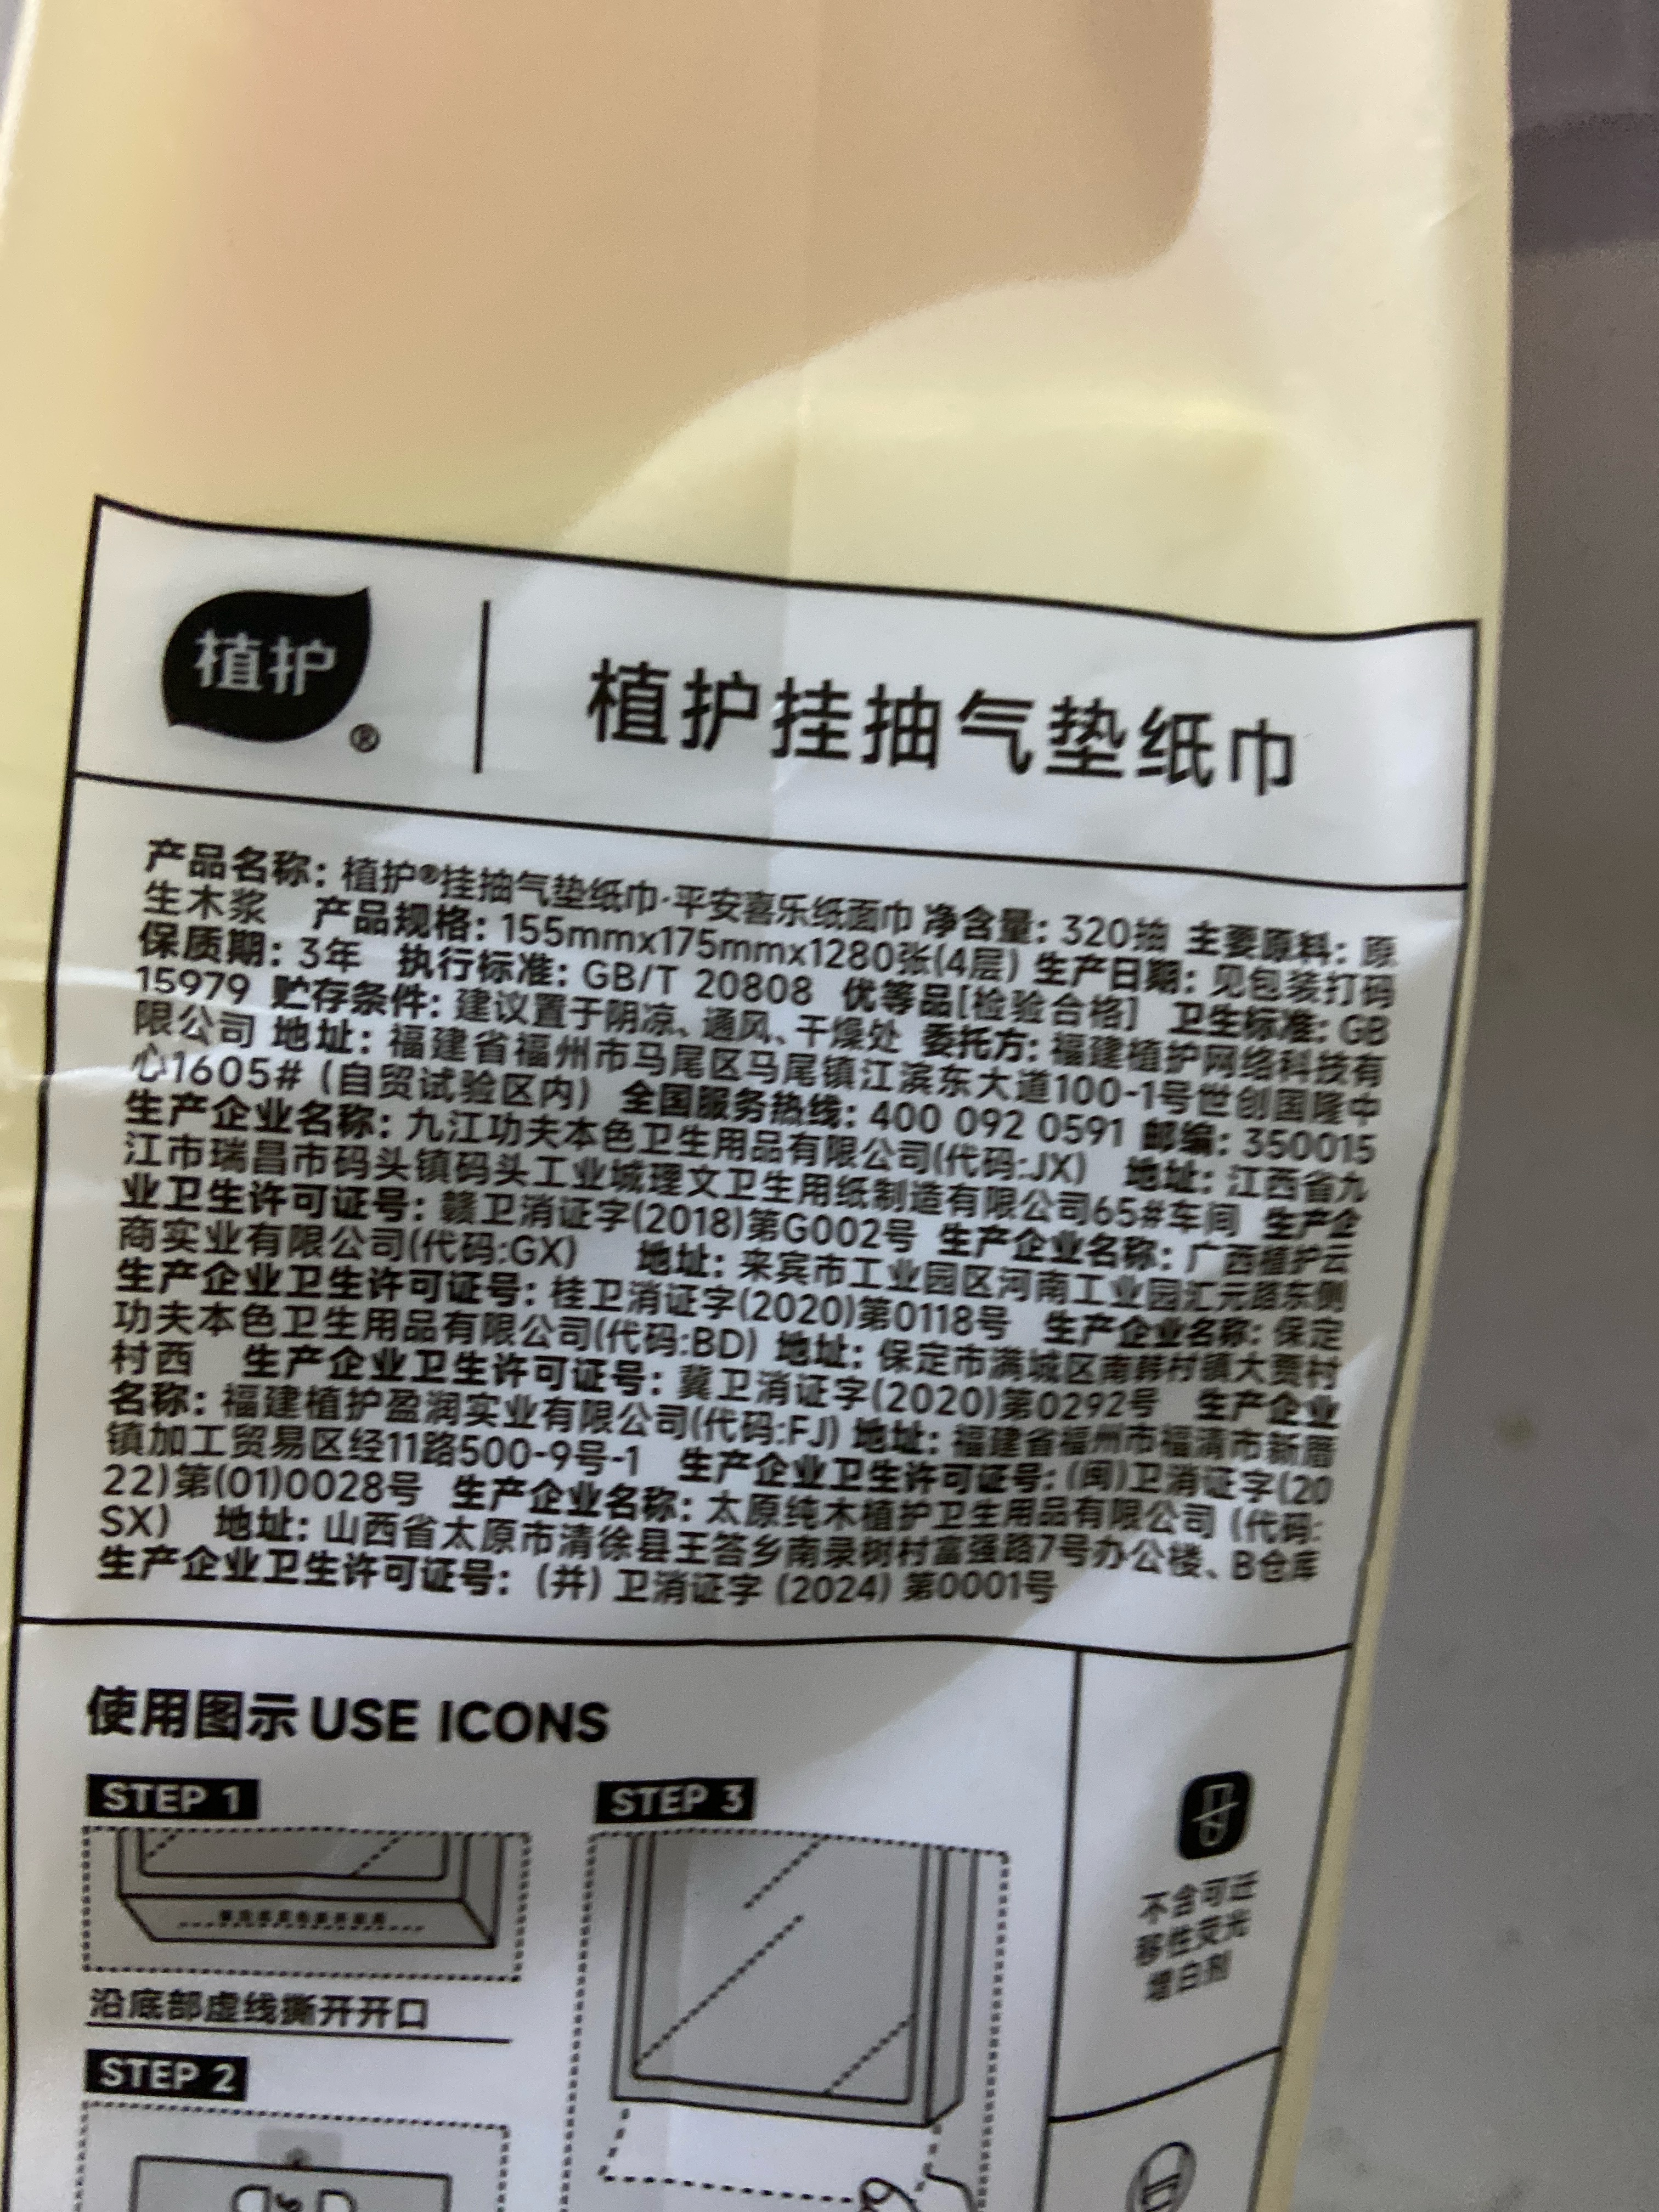 植护
®
植护挂抽气垫纸巾
产品名称：植护®挂抽气垫纸巾·平安喜乐纸面巾 净含量：320抽 主要原料：原
生木浆 产品规格：155mmx175mmx1280张(4层) 生产日期：见包装打码
保质期：3年 执行标准：GB/T 20808 优等品[检验合格] 卫生标准：GB
15979 贮存条件：建议置于阴凉、通风、干燥处 委托方：福建植护网络科技有
限公司 地址：福建省福州市马尾区马尾镇江滨东大道100-1号世创国隆中
心1605#（自贸试验区内） 全国服务热线：400 092 0591 邮编：350015
生产企业名称：九江功夫本色卫生用品有限公司(代码:JX) 地址：江西省九
江市瑞昌市码头镇码头工业城理文卫生用纸制造有限公司65#车间 生产企
业卫生许可证号：赣卫消证字(2018)第G002号 生产企业名称：广西植护云
商实业有限公司(代码:GX) 地址：来宾市工业园区河南工业园汇元路东侧
生产企业卫生许可证号：桂卫消证字(2020)第0118号 生产企业名称：保定
功夫本色卫生用品有限公司(代码:BD) 地址：保定市满城区南韩村镇大贾村
村西 生产企业卫生许可证号：冀卫消证字(2020)第0292号 生产企业
名称：福建植护盈润实业有限公司(代码:FJ) 地址：福建省福州市福清市新厝
镇加工贸易区经11路500-9号-1 生产企业卫生许可证号：(闽)卫消证字(20
22)第(01)0028号 生产企业名称：太原纯木植护卫生用品有限公司（代码:
SX） 地址：山西省太原市清徐县王答乡南录树村富强路7号办公楼、B仓库
生产企业卫生许可证号：（并）卫消证字（2024）第0001号
使用图示USE ICONS
STEP 1
沿底部虚线撕开开口
STEP 2
STEP 3
不含可迁
移性荧光
增白剂